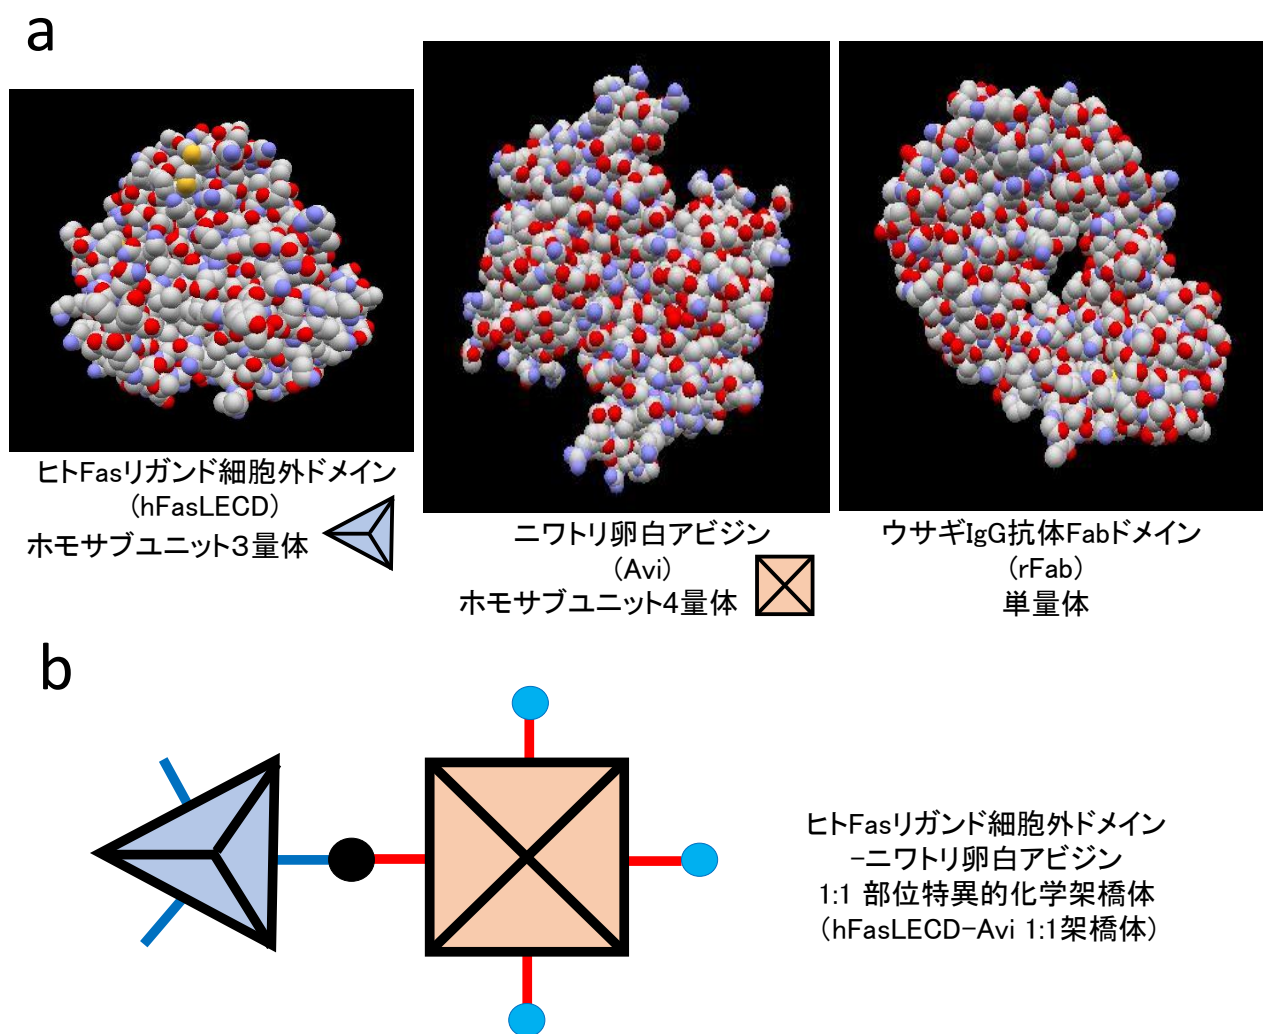 a
ヒトFasリガンド細胞外ドメイン
(hFasLECD)
ホモサブユニット3量体
ニワトリ卵白アビジン
(Avi)
ホモサブユニット4量体
ウサギIgG抗体Fabドメイン
(rFab)
単量体
b
ヒトFasリガンド細胞外ドメイン
-ニワトリ卵白アビジン
1:1 部位特異的化学架橋体
(hFasLECD-Avi 1:1架橋体)